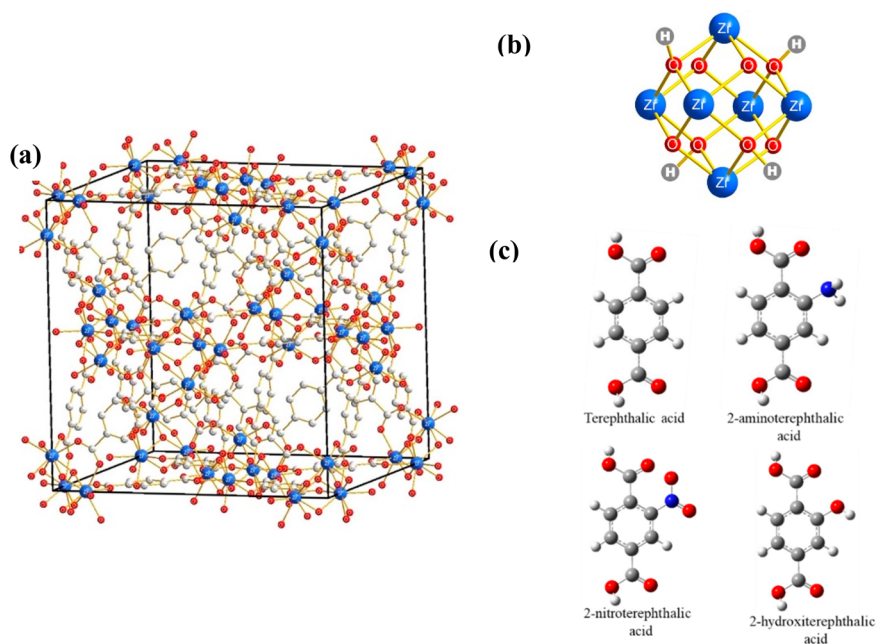 (a)
(b)
Zr
H H
O O O O
Zr Zr Zr Zr
O O O O
H H
Zr
(c)
Terephthalic acid
2-aminoterephthalic
acid
2-nitroterephthalic
acid
2-hydroxiterephthalic
acid